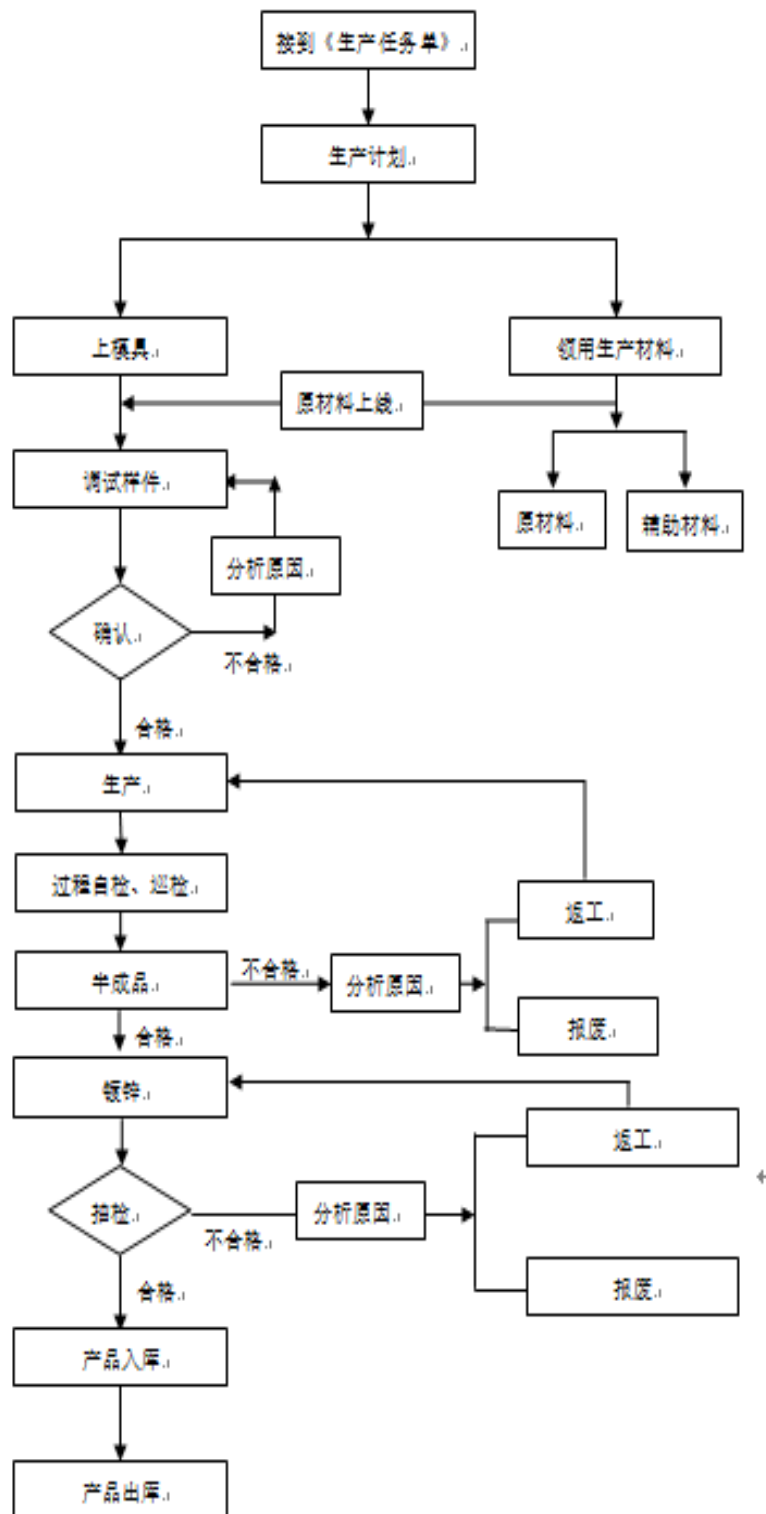 接到《生产任务单》
生产计划
上模具
领用生产材料
原材料上线
调试样件
原材料
辅助材料
分析原因
确认
不合格
合格
生产
过程自检、巡检
返工
不合格
半成品
分析原因
报废
合格
镀锌
返工
抽检
分析原因
不合格
报废
合格
产品入库
产品出库